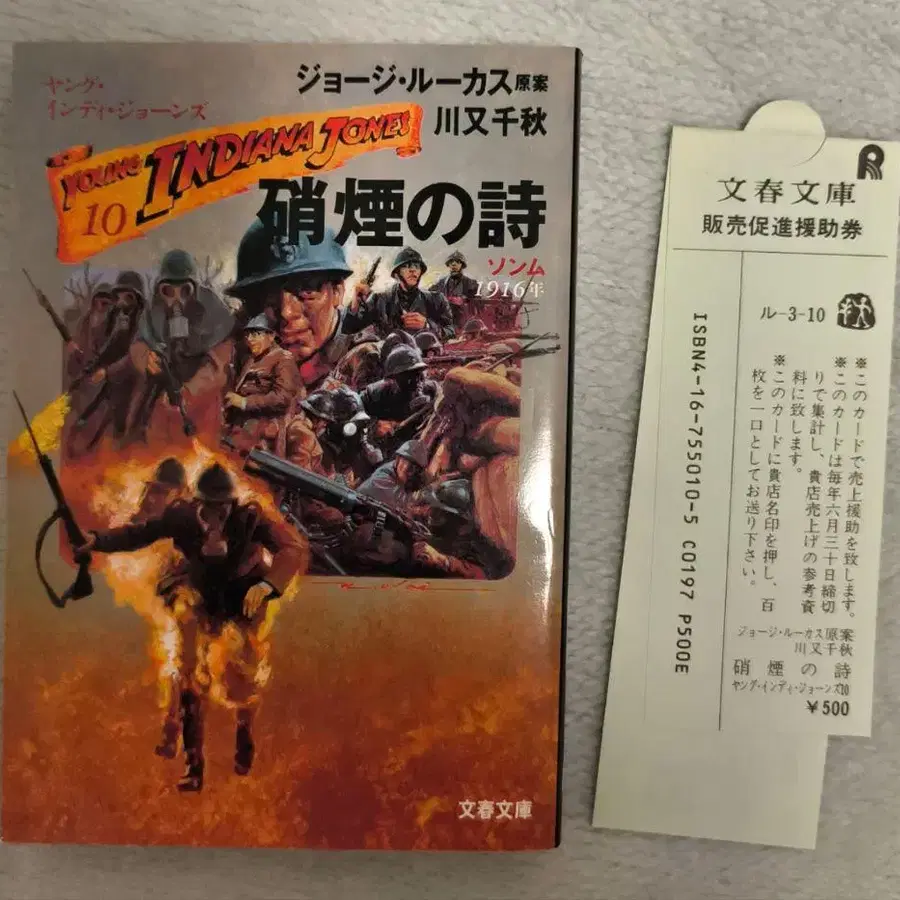 ヤング・
インディ・ジョーンズ
ジョージ・ルーカス原案
川又千秋
YOUNG INDIANA JONES
10
硝煙の詩
ソンム
1916年
文春文庫
R
文春文庫
販売促進援助券
ル-3-10
※このカードで売上援助を致します。
※このカードは毎年六月三十日締切
りで集計し、貴店売上げの参考資
料に致します。
※このカードに貴店名印を押し、百
枚を一口としてお送り下さい。
ISBN4-16-755010-5 C0197 P500E
ジョージ・ルーカス原案
川又千秋
硝煙の詩
ヤング・インディ・ジョーンズ10
¥500